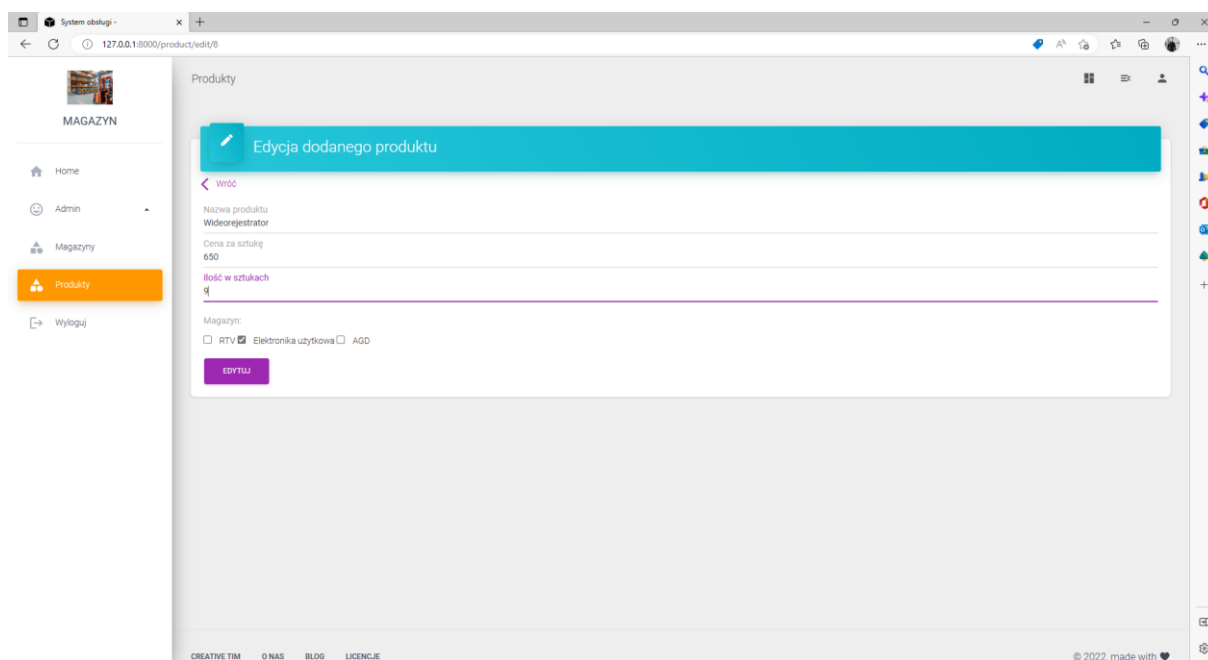 System obsługi -
127.0.0.1:8000/product/edit/8
MAGAZYN
Home
Admin
Magazyny
Produkty
Wyloguj
Produkty
Edycja dodanego produktu
Wróć
Nazwa produktu
Wideorejestrator
Cena za sztukę
650
Ilość w sztukach
9
Magazyn:
RTV Elektronika użytkowa AGD
EDYTUJ
CREATIVE TIM O NAS BLOG LICENCJE
© 2022, made with